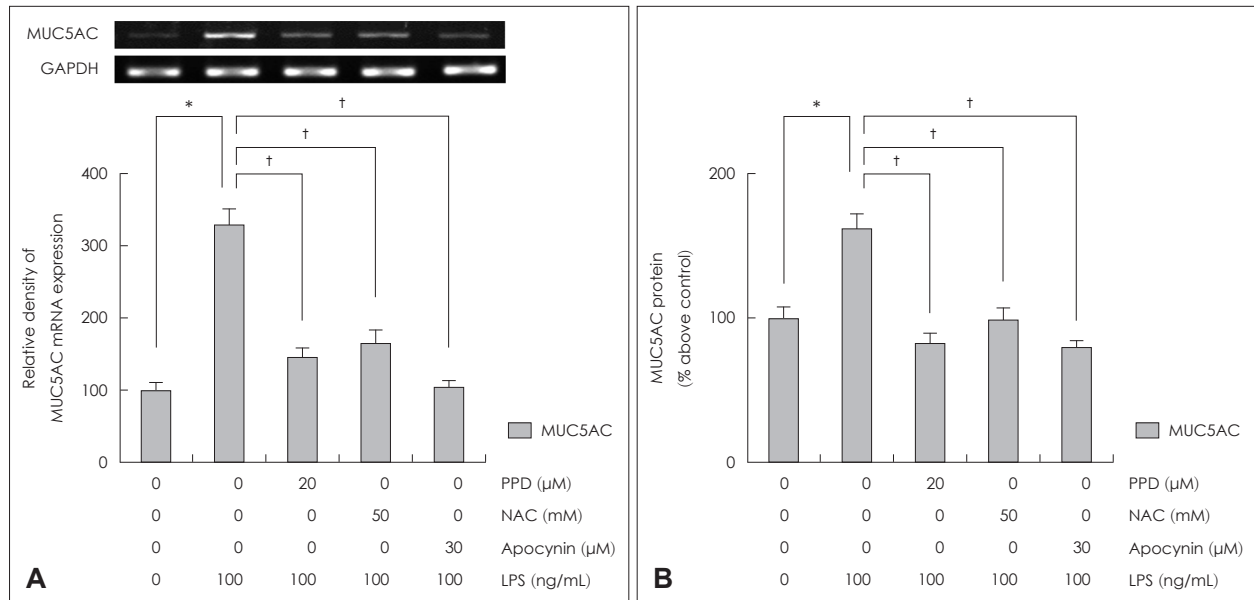 MUC5AC
GAPDH
*
†
†
†
400
300
200
100
0
Relative density of
MUC5AC mRNA expression
MUC5AC
0 0 20 0 0 PPD (μM)
0 0 0 50 0 NAC (mM)
0 0 0 0 30 Apocynin (μM)
0 100 100 100 100 LPS (ng/mL)
A
*
†
†
†
200
100
0
MUC5AC protein
(% above control)
MUC5AC
0 0 20 0 0 PPD (μM)
0 0 0 50 0 NAC (mM)
0 0 0 0 30 Apocynin (μM)
0 100 100 100 100 LPS (ng/mL)
B